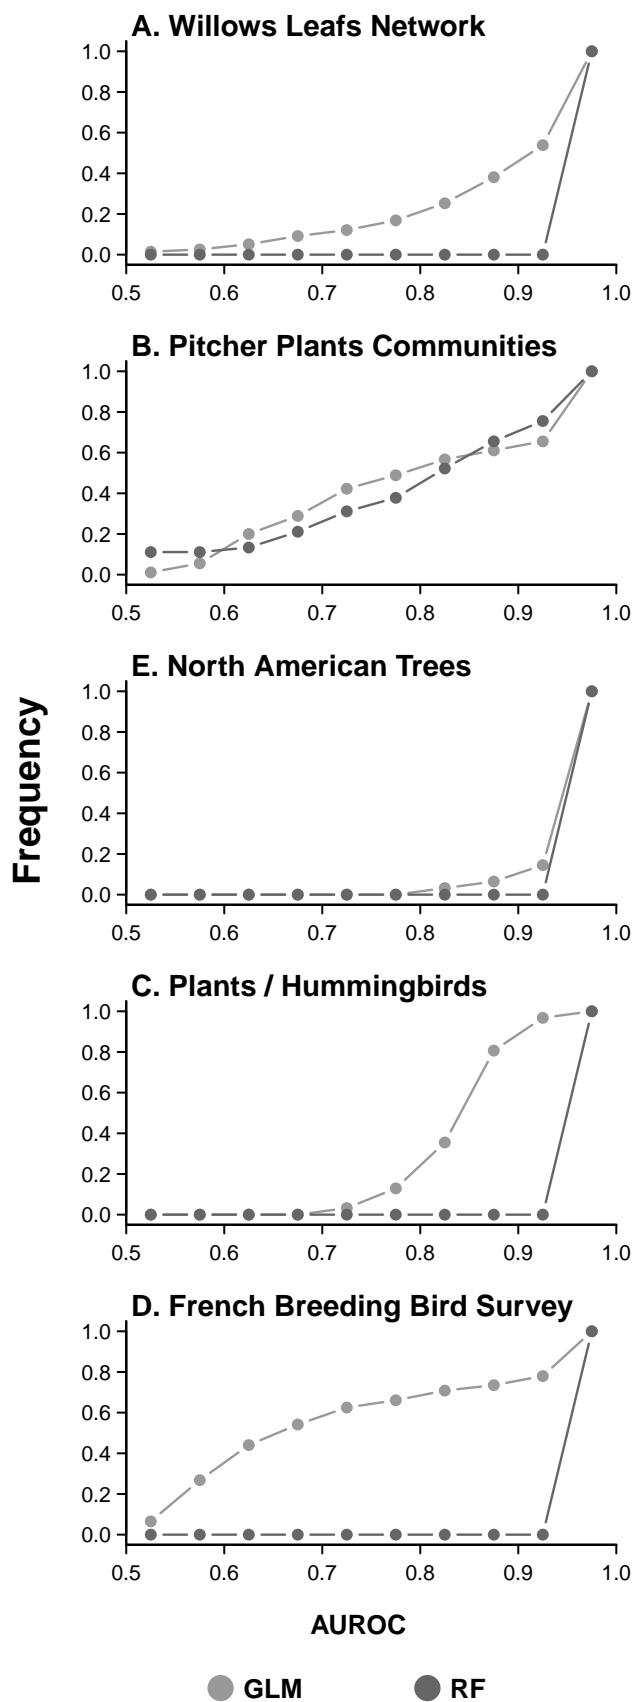 A. Willows Leafs Network
1.0
0.8
0.6
0.4
0.2
0.0
0.5 0.6 0.7 0.8 0.9 1.0
B. Pitcher Plants Communities
1.0
0.8
0.6
0.4
0.2
0.0
0.5 0.6 0.7 0.8 0.9 1.0
E. North American Trees
Frequency
1.0
0.8
0.6
0.4
0.2
0.0
0.5 0.6 0.7 0.8 0.9 1.0
C. Plants / Hummingbirds
1.0
0.8
0.6
0.4
0.2
0.0
0.5 0.6 0.7 0.8 0.9 1.0
D. French Breeding Bird Survey
1.0
0.8
0.6
0.4
0.2
0.0
0.5 0.6 0.7 0.8 0.9 1.0
AUROC
GLM RF